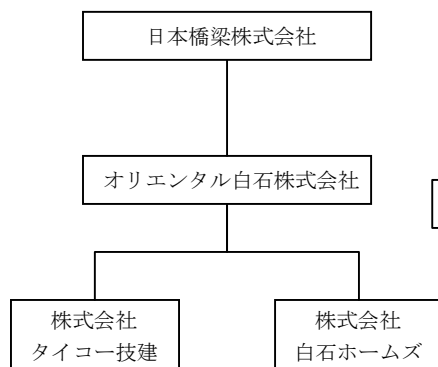 日本橋梁株式会社
オリエンタル白石株式会社
株式会社
タイコー技建
株式会社
白石ホームズ